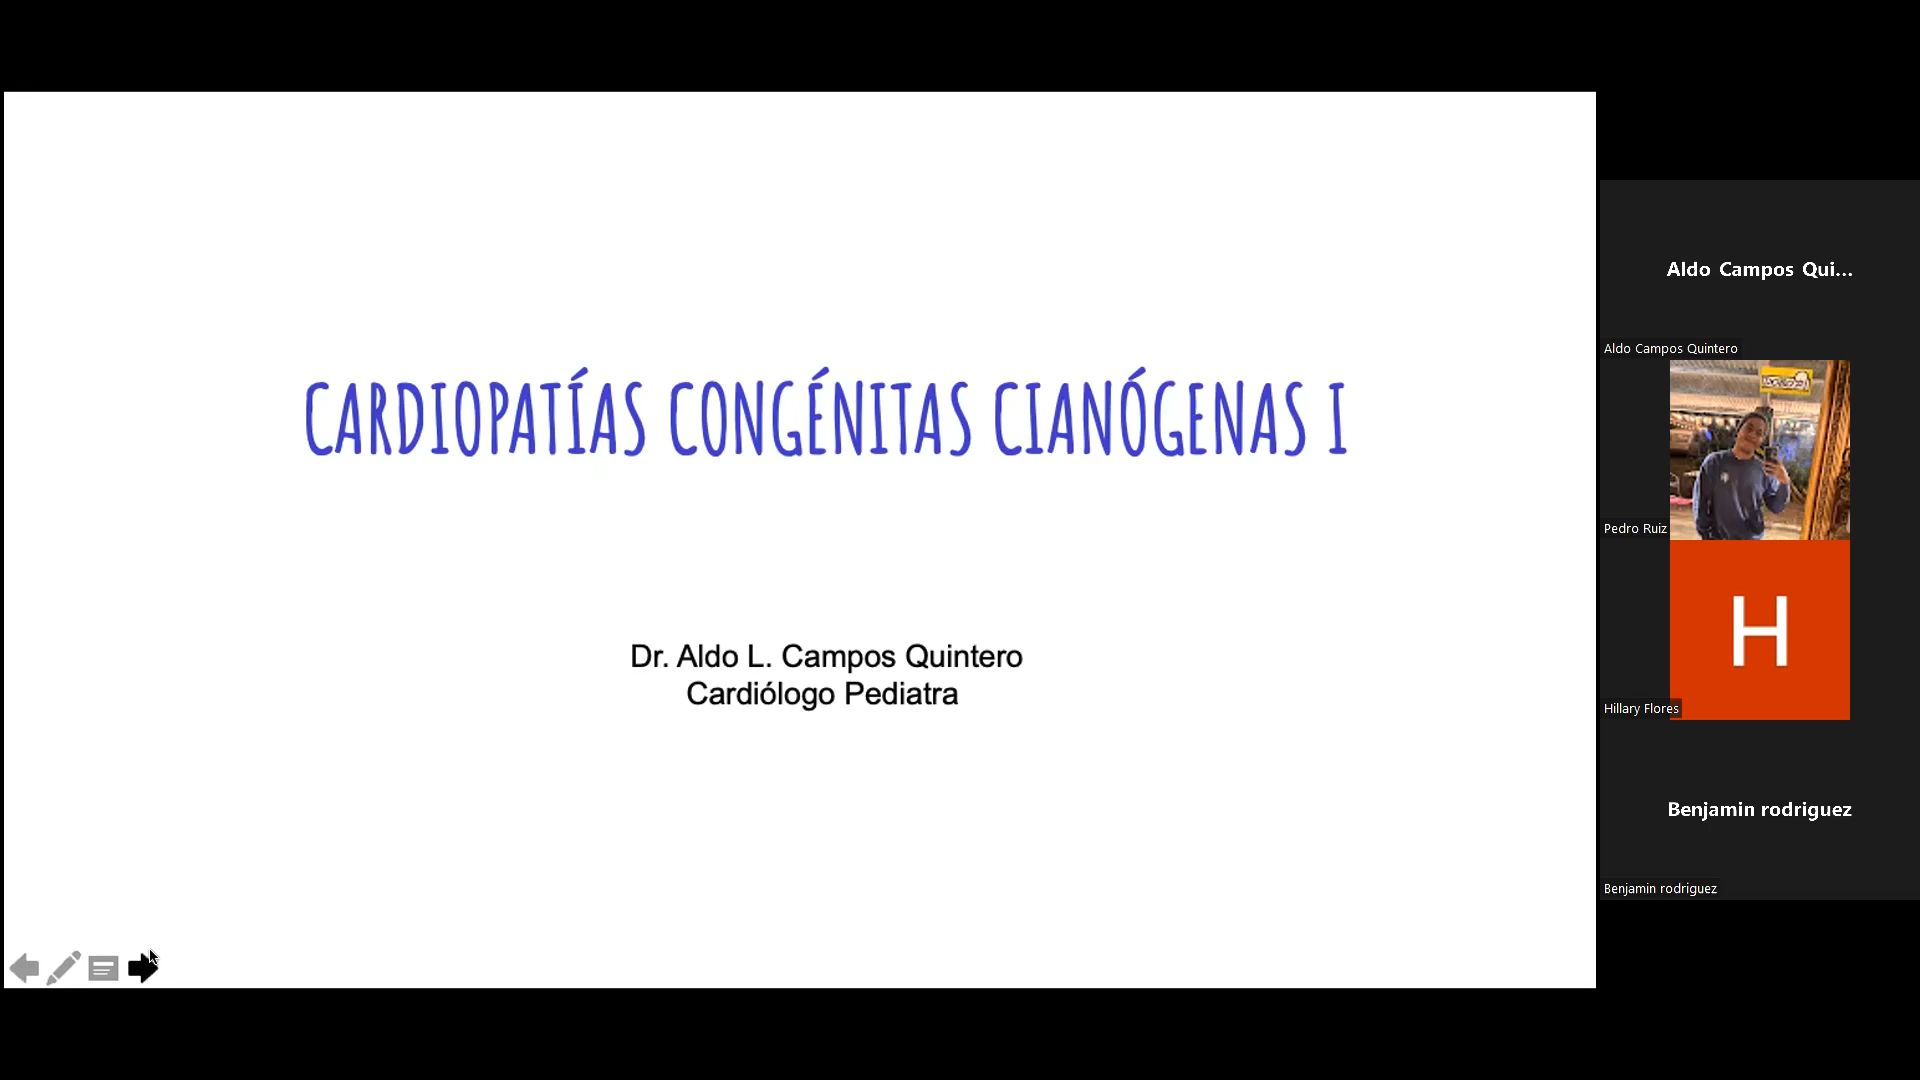 CARDIOPATÍAS CONGÉNITAS CIANÓGENAS I
Dr. Aldo L. Campos Quintero
Cardiólogo Pediatra
Aldo Campos Qui...
Aldo Campos Quintero
Pedro Ruiz
H
Hillary Flores
Benjamin rodriguez
Benjamin rodriguez